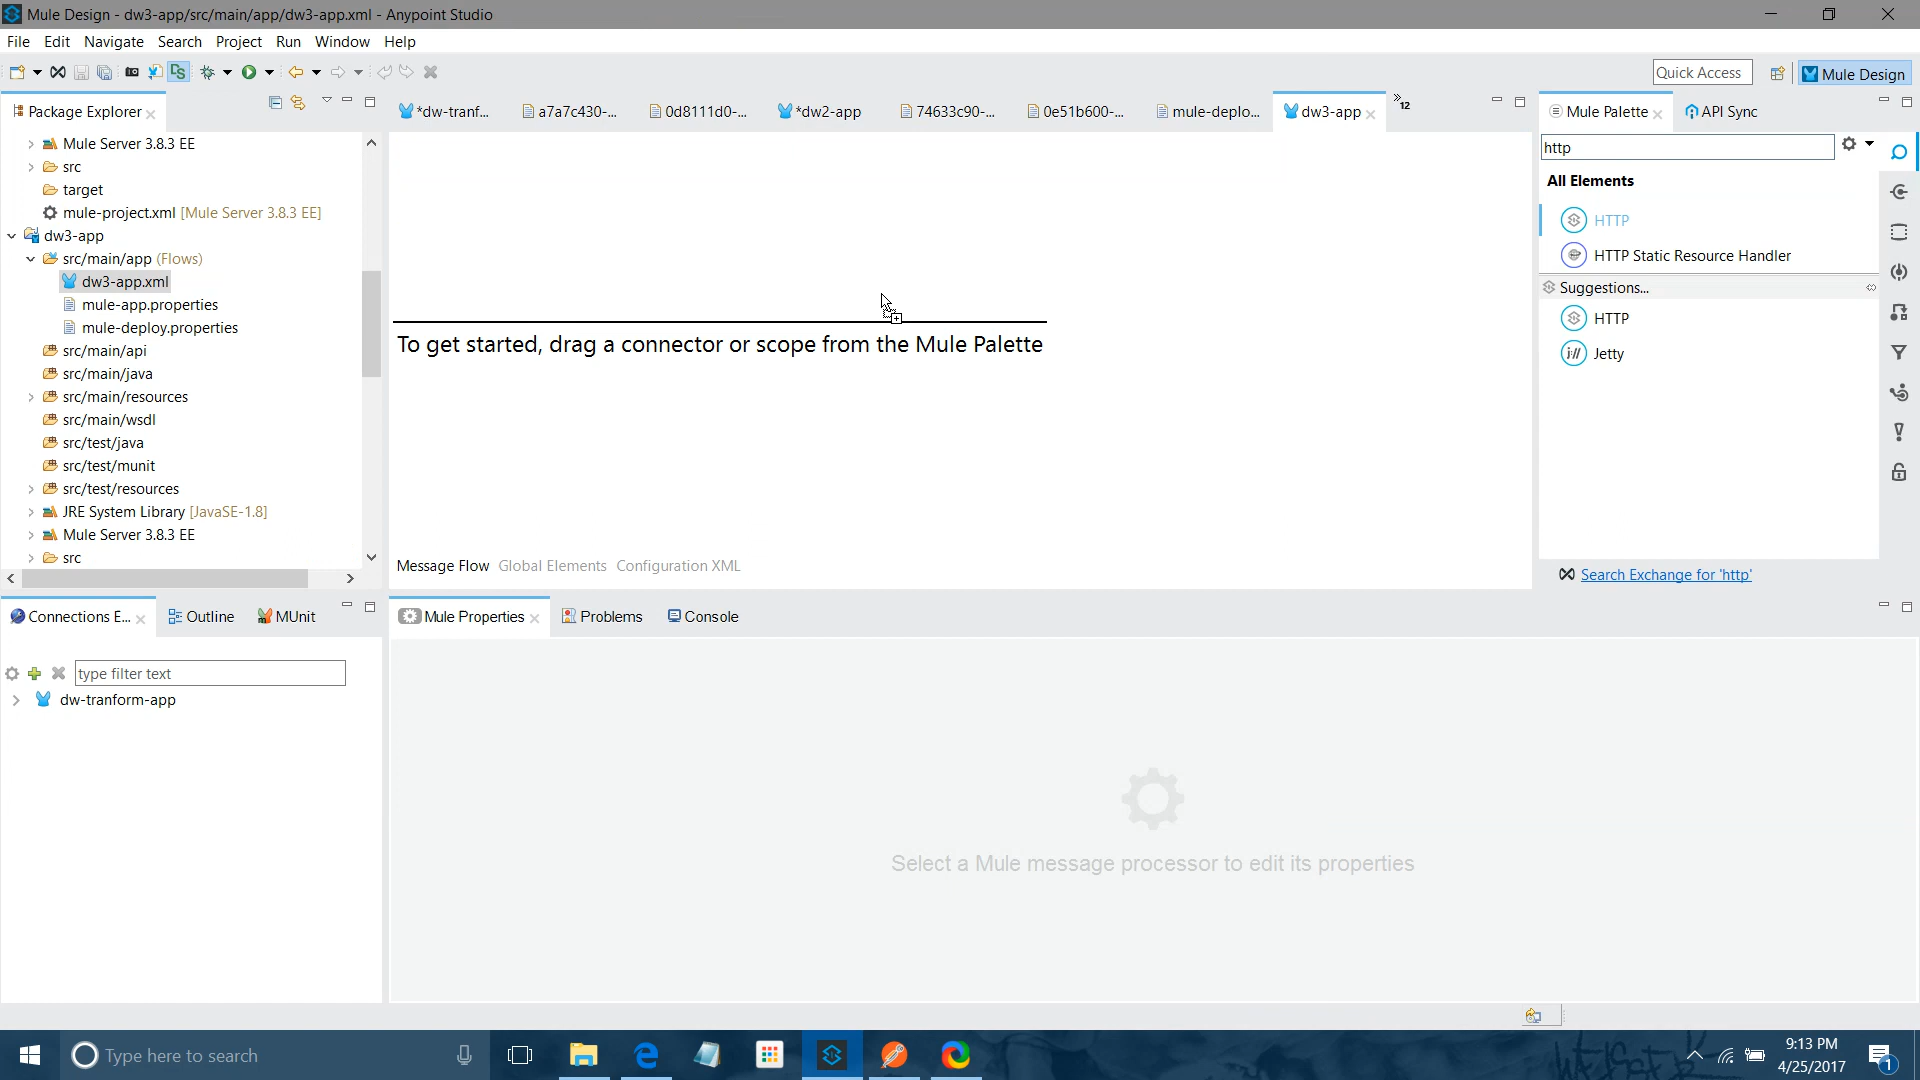 Mule Design - dw3-app/src/main/app/dw3-app.xml - Anypoint Studio
File Edit Navigate Search Project Run Window Help
Quick Access
Mule Design
Package Explorer
*dw-tranf...
a7a7c430-...
0d8111d0-...
*dw2-app
74633c90-...
0e51b600-...
mule-deplo...
dw3-app
12
Mule Palette
API Sync
Mule Server 3.8.3 EE
src
target
mule-project.xml [Mule Server 3.8.3 EE]
dw3-app
src/main/app (Flows)
dw3-app.xml
mule-app.properties
mule-deploy.properties
src/main/api
src/main/java
src/main/resources
src/main/wsdl
src/test/java
src/test/munit
src/test/resources
JRE System Library [JavaSE-1.8]
Mule Server 3.8.3 EE
src
To get started, drag a connector or scope from the Mule Palette
Message Flow Global Elements Configuration XML
http
All Elements
HTTP
HTTP Static Resource Handler
Suggestions...
HTTP
Jetty
Search Exchange for 'http'
Connections E...
Outline
MUnit
type filter text
dw-tranform-app
Mule Properties
Problems
Console
Select a Mule message processor to edit its properties
Type here to search
9:13 PM
4/25/2017
1